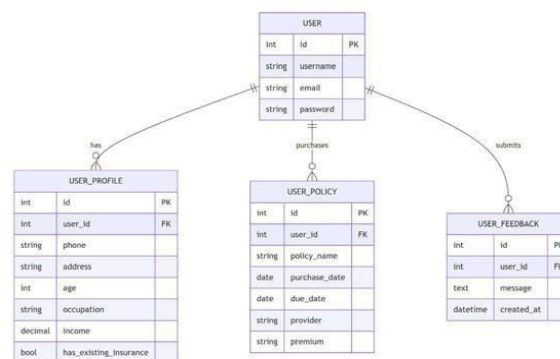 USER
int id PK
string username
string email
string password
has
purchases
submits
USER_PROFILE
int id PK
int user_id FK
string phone
string address
int age
string occupation
decimal income
bool has_existing_insurance
USER_POLICY
int id PK
int user_id FK
string policy_name
date purchase_date
date due_date
string provider
string premium
USER_FEEDBACK
int id P
int user_id F
text message
datetime created_at